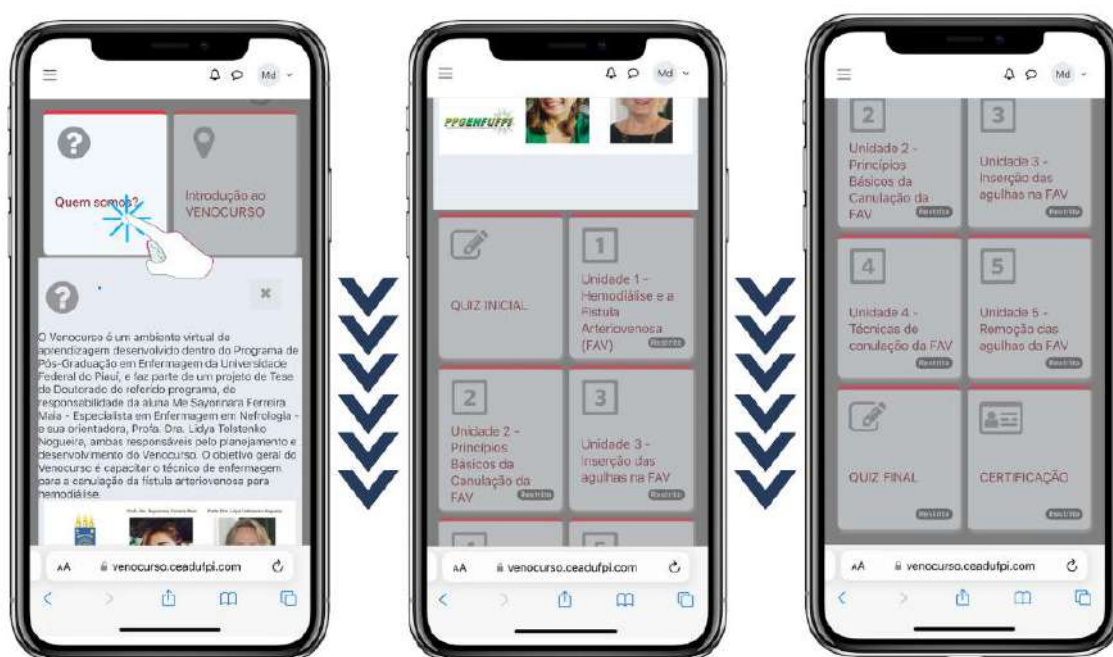 Md
Quem somos?
Introdução ao
VENOCURSO
O Venocurso é um ambiente virtual de
aprendizagem desenvolvido dentro do Programa de
Pós-Graduação em Enfermagem da Universidade
Federal do Piauí, e faz parte de um projeto de Tese
de Doutorado do referido programa, de
responsabilidade da aluna Me Sayonnara Ferreira
Maia - Especialista em Enfermagem em Nefrologia -
e sua orientadora, Profa. Dra. Lidya Tolstenko
Nogueira, ambas responsáveis pelo planejamento e
desenvolvimento do Venocurso. O objetivo geral do
Venocurso é capacitar o técnico de enfermagem
para a canulação da fístula arteriovenosa para
hemodiálise.
AA venocurso.ceadufpi.com
Md
PPGENFUFPI
QUIZ INICIAL
1
Unidade 1 -
Hemodiálise e a
Fístula
Arteriovenosa
(FAV) Restrito
2
Unidade 2 -
Princípios
Básicos da
Canulação da
FAV Restrito
3
Unidade 3 -
Inserção das
agulhas na FAV
Restrito
AA venocurso.ceadufpi.com
Md
2
Unidade 2 -
Princípios
Básicos da
Canulação da
FAV Restrito
3
Unidade 3 -
Inserção das
agulhas na FAV
Restrito
4
Unidade 4 -
Técnicas de
canulação da FAV
Restrito
5
Unidade 5 -
Remoção das
agulhas da FAV
Restrito
QUIZ FINAL
Restrito
CERTIFICAÇÃO
Restrito
AA venocurso.ceadufpi.com